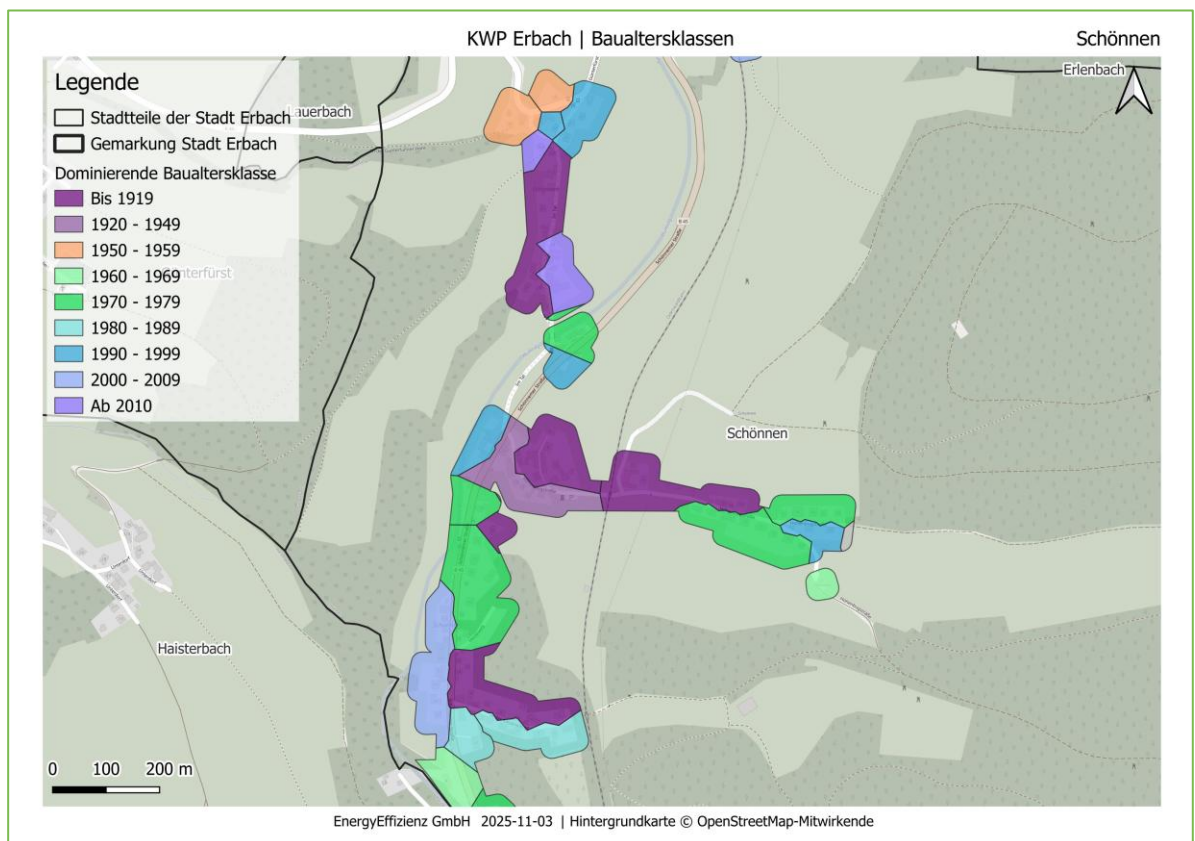 KWP Erbach | Baualtersklassen
Schönnen
Legende
Stadtteile der Stadt Erbach
Gemarkung Stadt Erbach
Dominierende Baualtersklasse
Bis 1919
1920 - 1949
1950 - 1959
1960 - 1969
1970 - 1979
1980 - 1989
1990 - 1999
2000 - 2009
Ab 2010
Lauerbach
Erlenbach
Schönnen
Haisterbach
0 100 200 m
EnergyEffizienz GmbH 2025-11-03 | Hintergrundkarte © OpenStreetMap-Mitwirkende